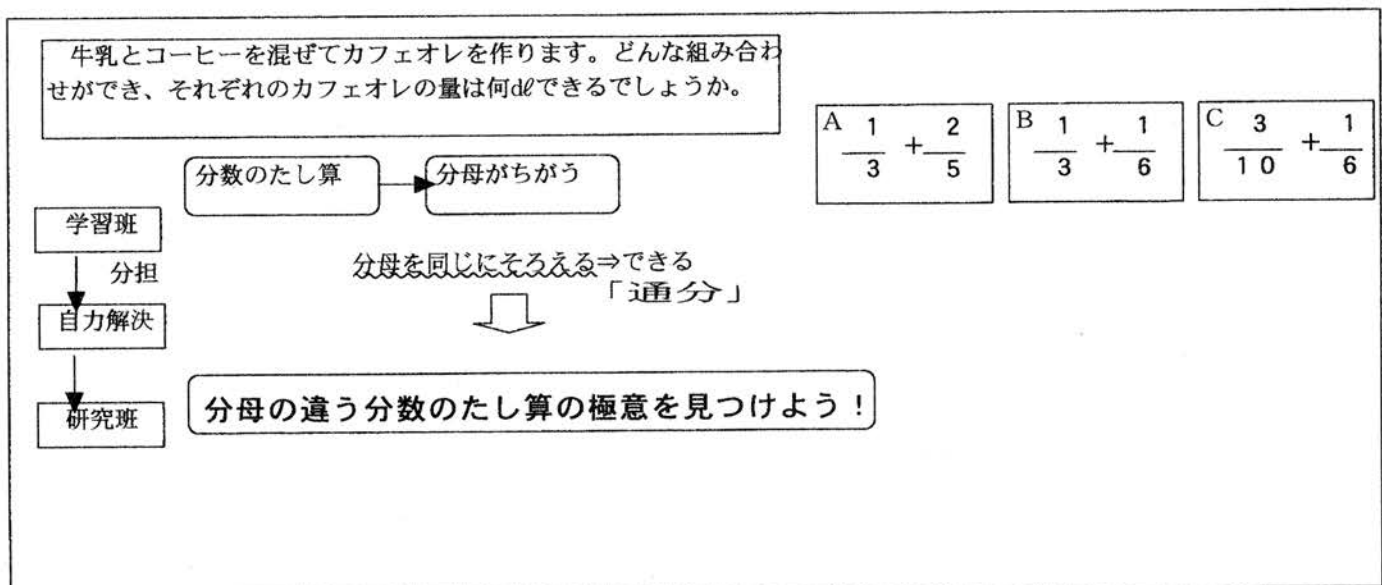 牛乳とコーヒーを混ぜてカフェオレを作ります。どんな組み合わ
せができ、それぞれのカフェオレの量は何dℓできるでしょうか。
A 1/3 + 2/5
B 1/3 + 1/6
C 3/10 + 1/6
分数のたし算
分母がちがう
学習班
分担
分母を同じにそろえる⇒できる
「通分」
自力解決
研究班
分母の違う分数のたし算の極意を見つけよう！